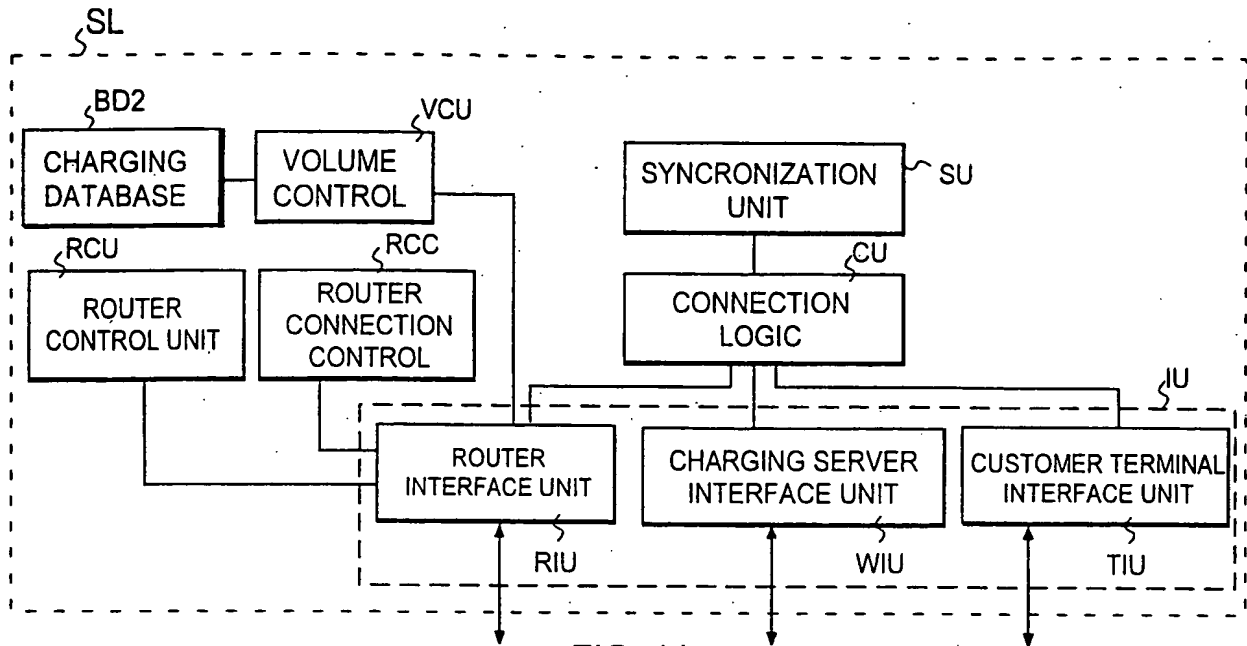 SL
BD2
CHARGING
DATABASE
VCU
VOLUME
CONTROL
SYNCRONIZATION
UNIT
SU
RCU
ROUTER
CONTROL UNIT
RCC
ROUTER
CONNECTION
CONTROL
CU
CONNECTION
LOGIC
IU
ROUTER
INTERFACE UNIT
CHARGING SERVER
INTERFACE UNIT
CUSTOMER TERMINAL
INTERFACE UNIT
RIU
WIU
TIU